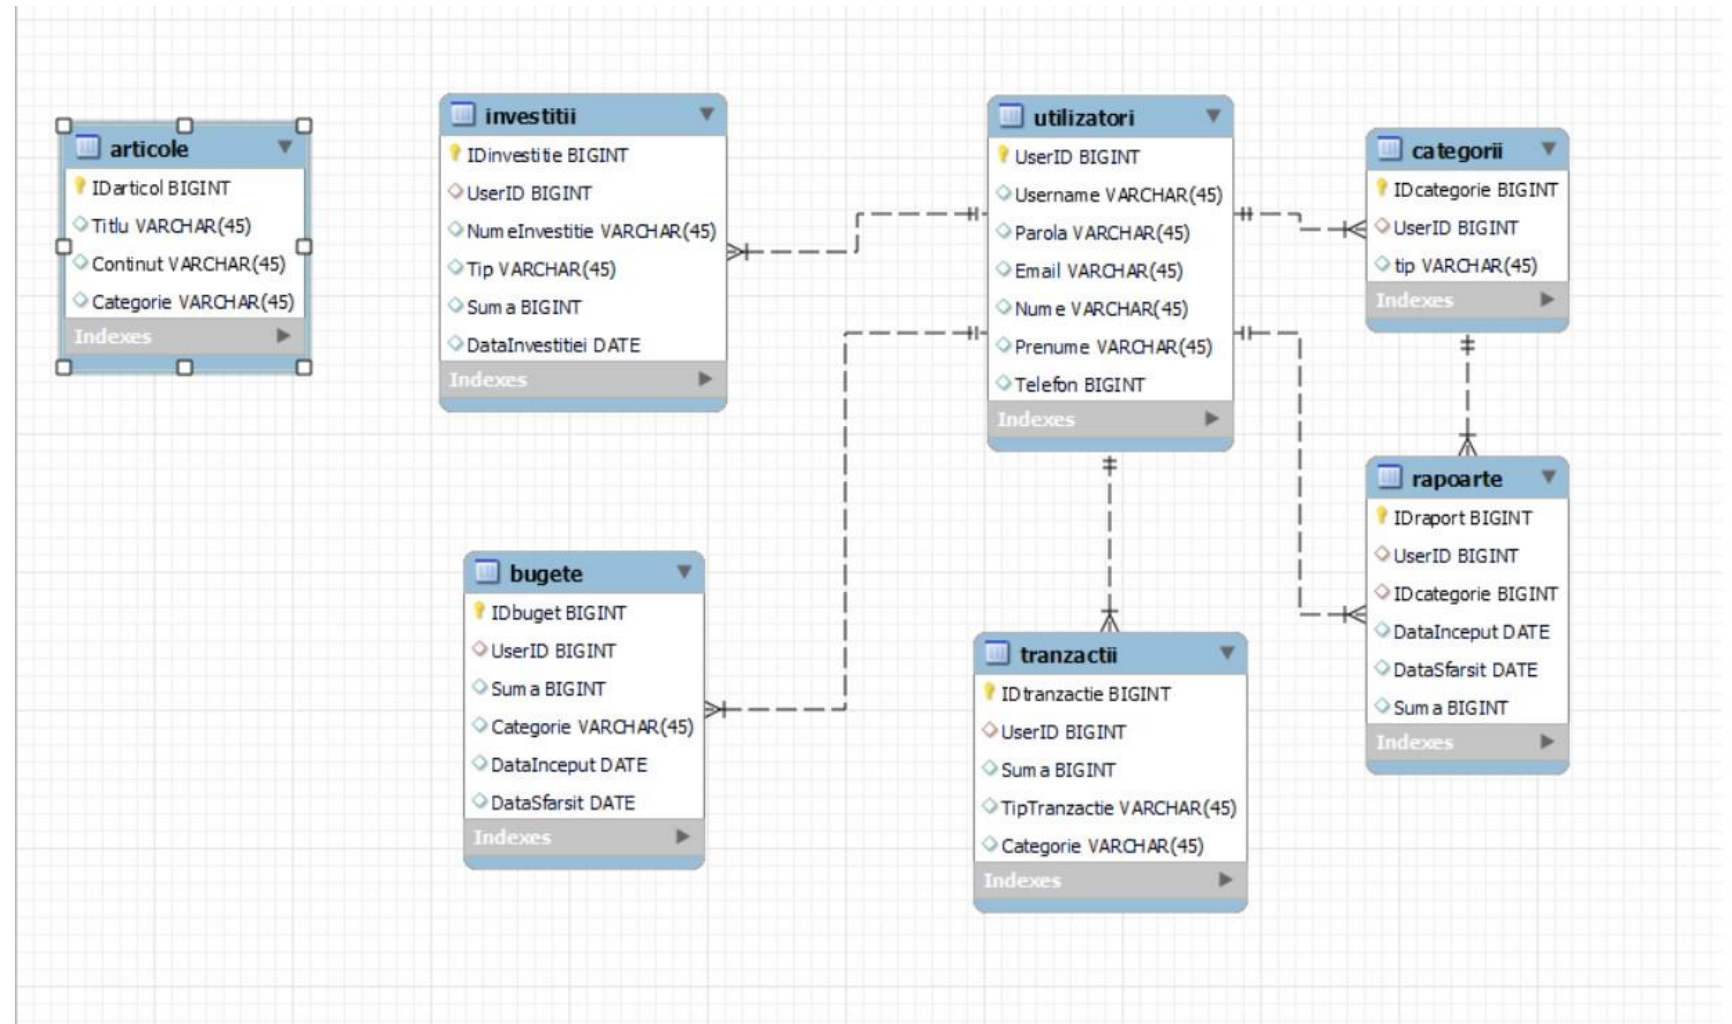 articole
IDarticol BIGINT
Titlu VARCHAR(45)
Continut VARCHAR(45)
Categorie VARCHAR(45)
Indexes
investitii
IDinvestitie BIGINT
UserID BIGINT
NumeInvestitie VARCHAR(45)
Tip VARCHAR(45)
Suma BIGINT
DataInvestitiei DATE
Indexes
utilizatori
UserID BIGINT
Username VARCHAR(45)
Parola VARCHAR(45)
Email VARCHAR(45)
Nume VARCHAR(45)
Prenume VARCHAR(45)
Telefon BIGINT
Indexes
categorii
IDcategorie BIGINT
UserID BIGINT
tip VARCHAR(45)
Indexes
bugete
IDbuget BIGINT
UserID BIGINT
Suma BIGINT
Categorie VARCHAR(45)
DataInceput DATE
DataSfarsit DATE
Indexes
tranzactii
IDtranzactie BIGINT
UserID BIGINT
Suma BIGINT
TipTranzactie VARCHAR(45)
Categorie VARCHAR(45)
Indexes
rapoarte
IDraport BIGINT
UserID BIGINT
IDcategorie BIGINT
DataInceput DATE
DataSfarsit DATE
Suma BIGINT
Indexes